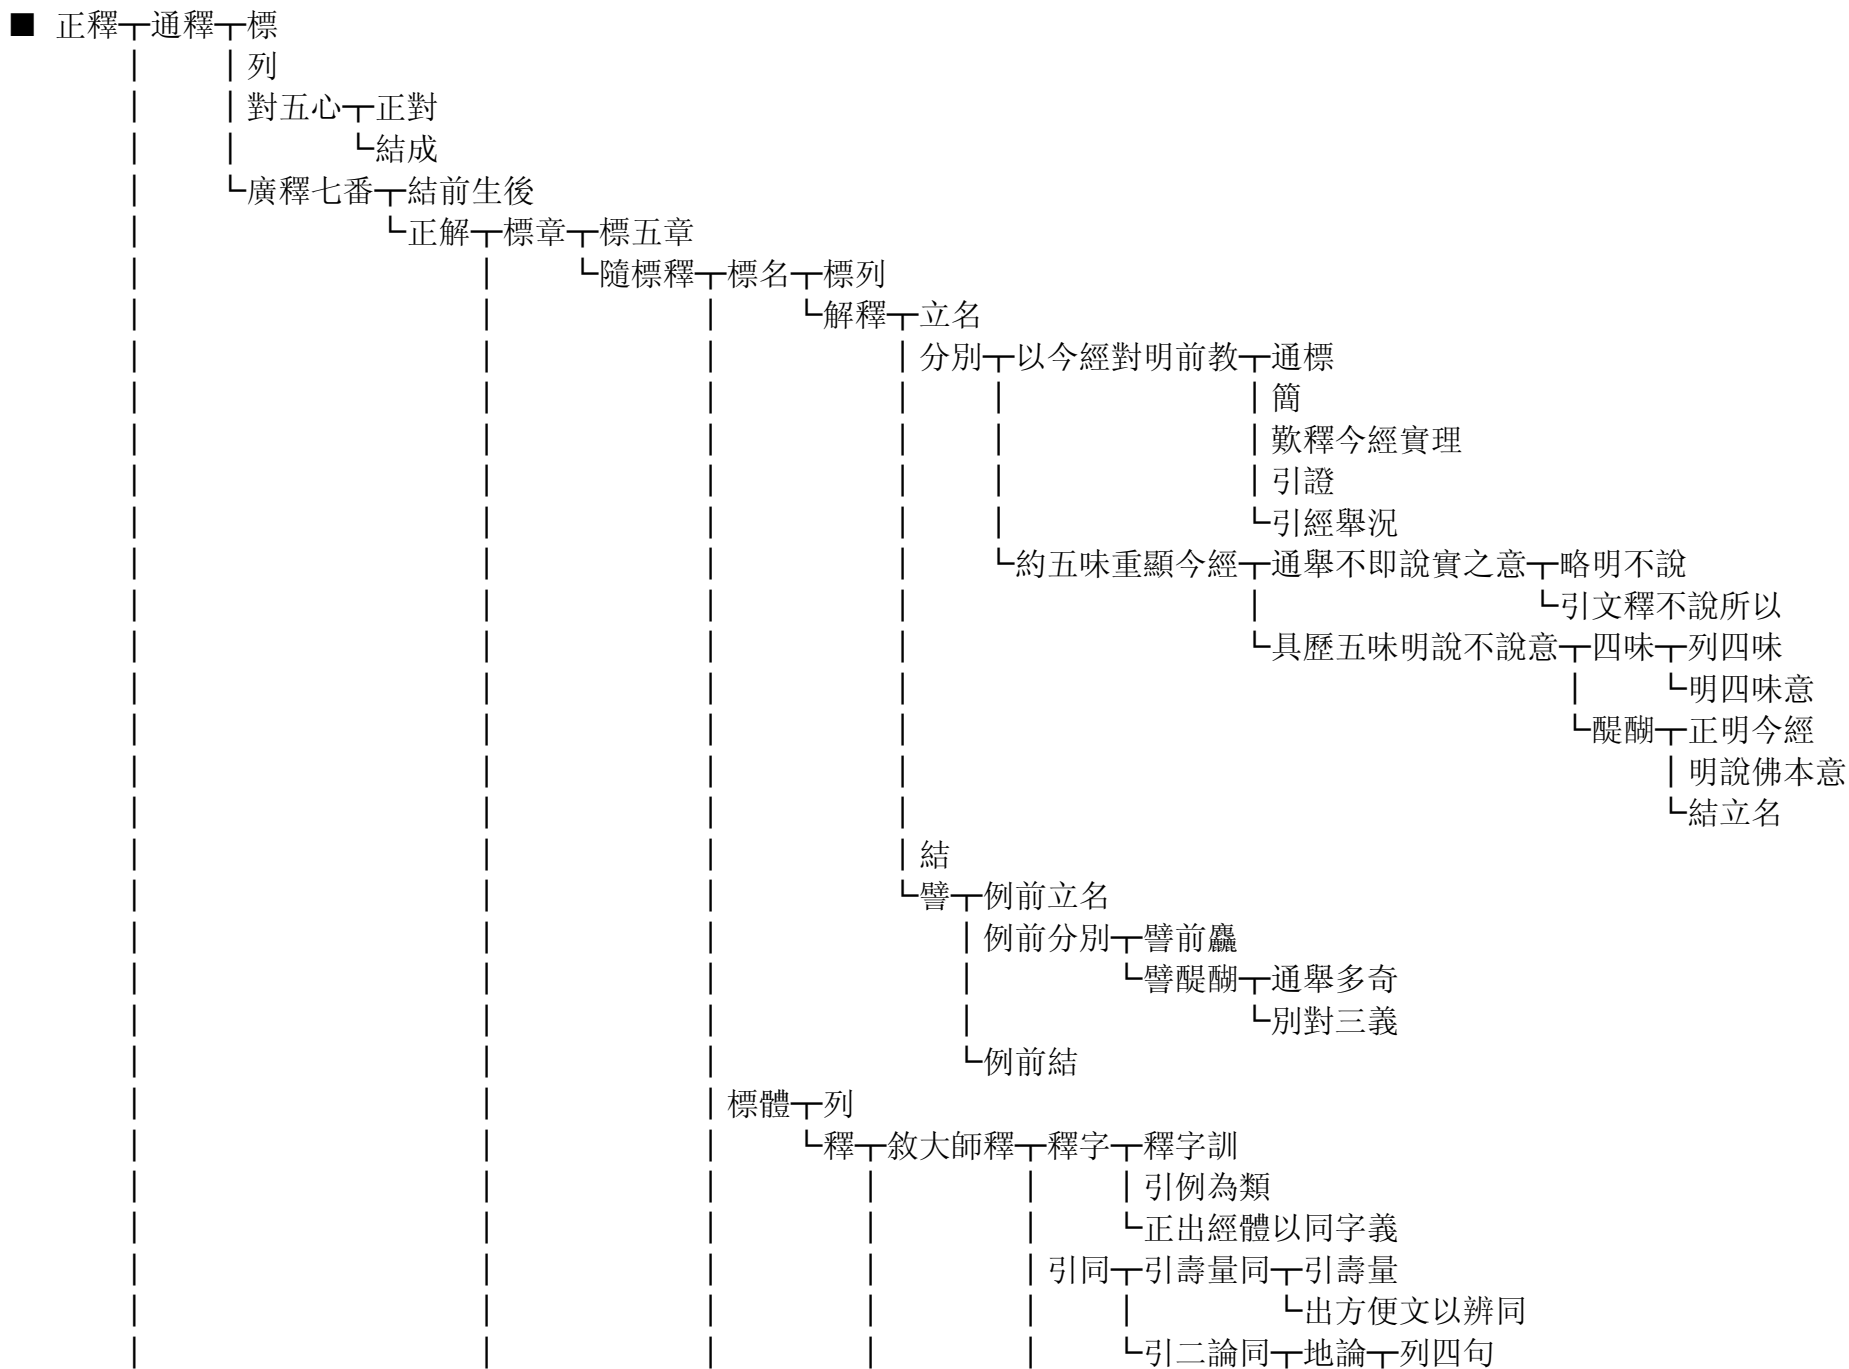 ■ 正釋┬通釋┬標
│ │列
│ │對五心┬正對
│ │ └結成
│ └廣釋七番┬結前生後
│ └正解┬標章┬標五章
│ │ └隨標釋┬標名┬標列
│ │ │ └解釋┬立名
│ │ │ │分別┬以今經對明前教┬通標
│ │ │ │ │ │簡
│ │ │ │ │ │歎釋今經實理
│ │ │ │ │ │引證
│ │ │ │ │ └引經舉況
│ │ │ │ └約五味重顯今經┬通舉不即說實之意┬略明不說
│ │ │ │ │ └引文釋不說所以
│ │ │ │ └具歷五味明說不說意┬四味┬列四味
│ │ │ │ │ └明四味意
│ │ │ │ └醍醐┬正明今經
│ │ │ │ │明說佛本意
│ │ │ │ └結立名
│ │ │ │結
│ │ │ └譬┬例前立名
│ │ │ │例前分別┬譬前麤
│ │ │ │ └譬醍醐┬通舉多奇
│ │ │ │ └別對三義
│ │ │ └例前結
│ │ │標體┬列
│ │ │ └釋┬敘大師釋┬釋字┬釋字訓
│ │ │ │ │ │引例為類
│ │ │ │ │ └正出經體以同字義
│ │ │ │ │引同┬引壽量同┬引壽量
│ │ │ │ │ │ └出方便文以辨同
│ │ │ │ │ └引二論同┬地論┬列四句